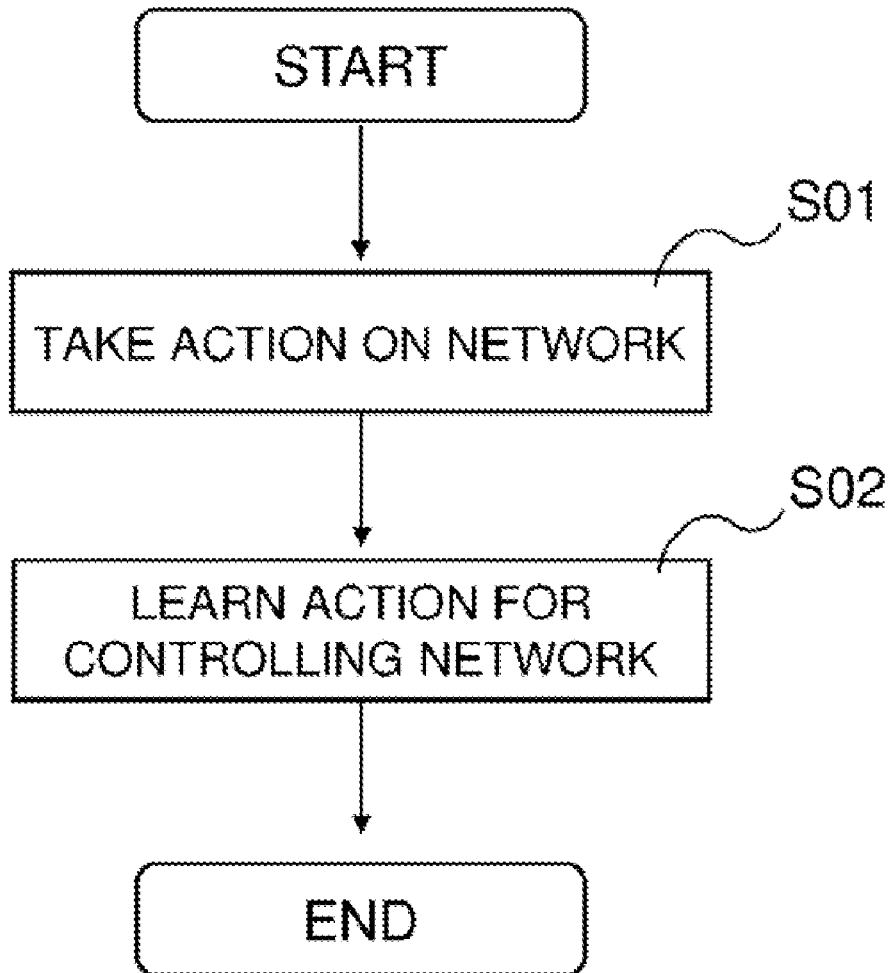 START
S01
TAKE ACTION ON NETWORK
S02
LEARN ACTION FOR
CONTROLLING NETWORK
END